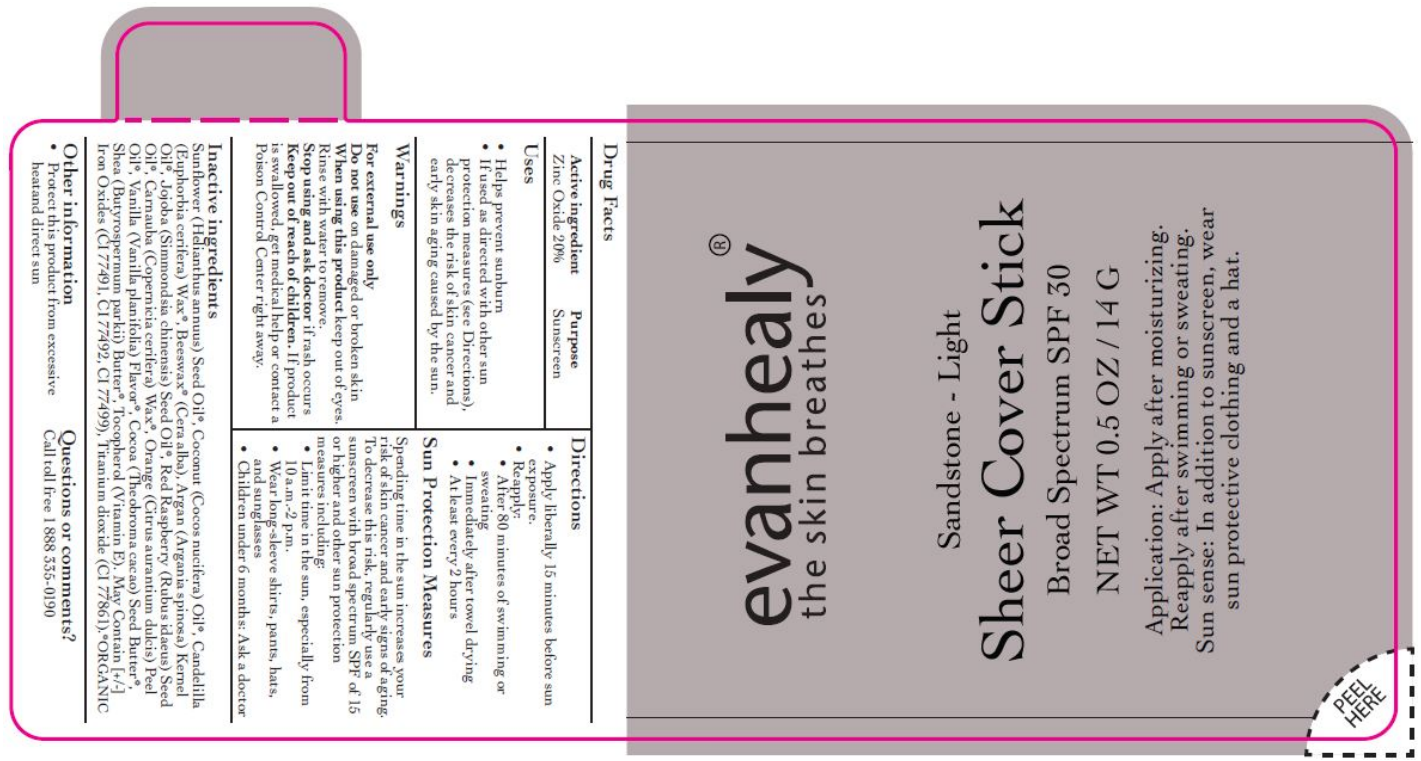 evanhealy®
the skin breathes
Sandstone - Light
Sheer Cover Stick
Broad Spectrum SPF 30
NET WT 0.5 OZ / 14 G
Application: Apply after moisturizing.
Reapply after swimming or sweating.
Sun sense: In addition to sunscreen, wear
sun protective clothing and a hat.
PEEL
HERE
Drug Facts
Active ingredient Purpose
Zinc Oxide 20% Sunscreen
Uses
• Helps prevent sunburn
• If used as directed with other sun
protection measures (see Directions),
decreases the risk of skin cancer and
early skin aging caused by the sun.
Warnings
For external use only
Do not use on damaged or broken skin
When using this product keep out of eyes.
Rinse with water to remove.
Stop using and ask doctor if rash occurs
Keep out of reach of children. If product
is swallowed, get medical help or contact a
Poison Control Center right away.
Directions
• Apply liberally 15 minutes before sun
exposure.
• Reapply:
• After 80 minutes of swimming or
sweating
• Immediately after towel drying
• At least every 2 hours
Sun Protection Measures
Spending time in the sun increases your
risk of skin cancer and early signs of aging.
To decrease this risk, regularly use a
sunscreen with broad spectrum SPF of 15
or higher and other sun protection
measures including:
• Limit time in the sun, especially from
10 a.m.-2 p.m.
• Wear long-sleeve shirts, pants, hats,
and sunglasses
• Children under 6 months: Ask a doctor
Inactive ingredients
Sunflower (Helianthus annuus) Seed Oil*, Coconut (Cocos nucifera) Oil*, Candelilla
(Euphorbia cerifera) Wax*, Beeswax* (Cera alba), Argan (Argania spinosa) Kernel
Oil*, Jojoba (Simmondsia chinensis) Seed Oil*, Red Raspberry (Rubus idaeus) Seed
Oil*, Carnauba (Copernicia cerifera) Wax*, Orange (Citrus aurantium dulcis) Peel
Oil*, Vanilla (Vanilla planifolia) Flavor*, Cocoa (Theobroma cacao) Seed Butter*,
Shea (Butyrospermum parkii) Butter*, Tocopherol (Vitamin E), May Contain [+/-]
Iron Oxides (CI 77491, CI 77492, CI 77499), Titanium dioxide (CI 77861).*ORGANIC
Other information
• Protect this product from excessive
heatand direct sun
Questions or comments?
Call toll free 1 888 335-0190